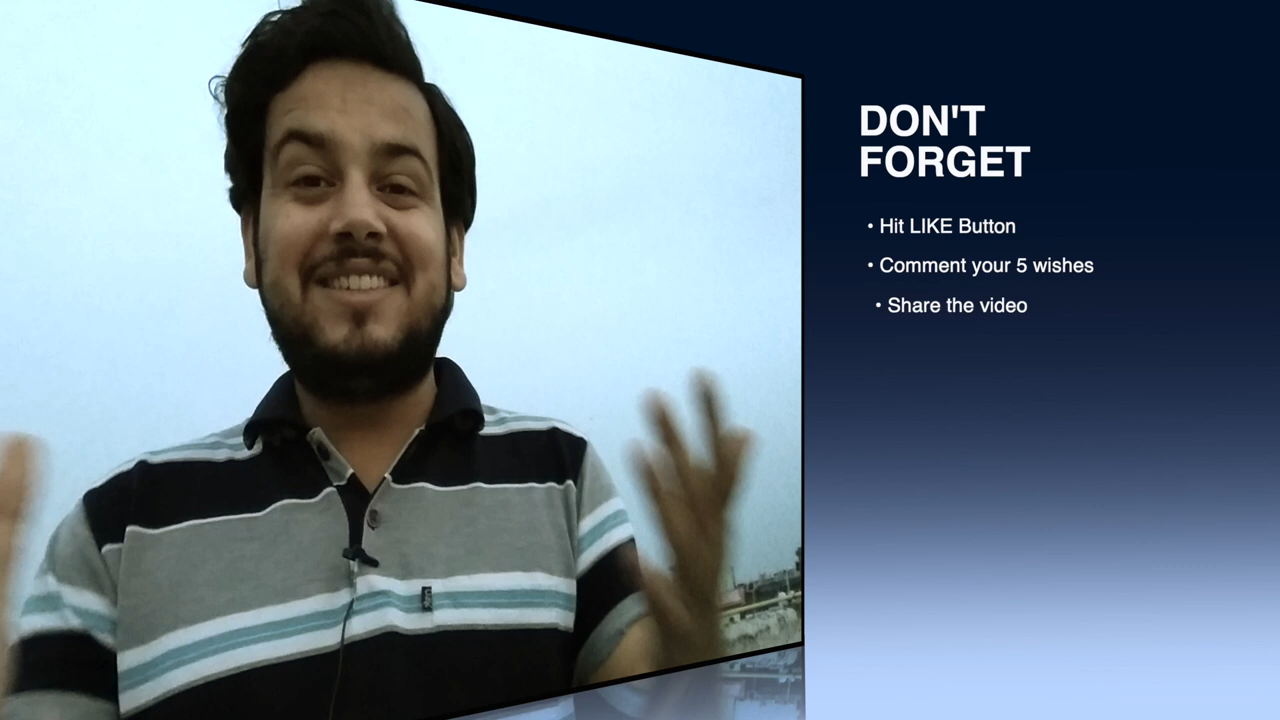 DON'T
FORGET
• Hit LIKE Button
• Comment your 5 wishes
• Share the video